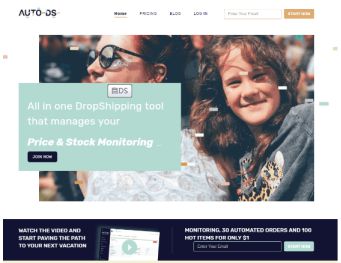 AUTO-DS
Home PRICING BLOG LOG IN Enter Your Email START NOW
DS
All in one DropShipping tool
that manages your
Price & Stock Monitoring ...
JOIN NOW
WATCH THE VIDEO AND
START PAVING THE PATH
TO YOUR NEXT VACATION
MONITORING, 30 AUTOMATED ORDERS AND 100
HOT ITEMS FOR ONLY $1
Enter Your Email START NOW